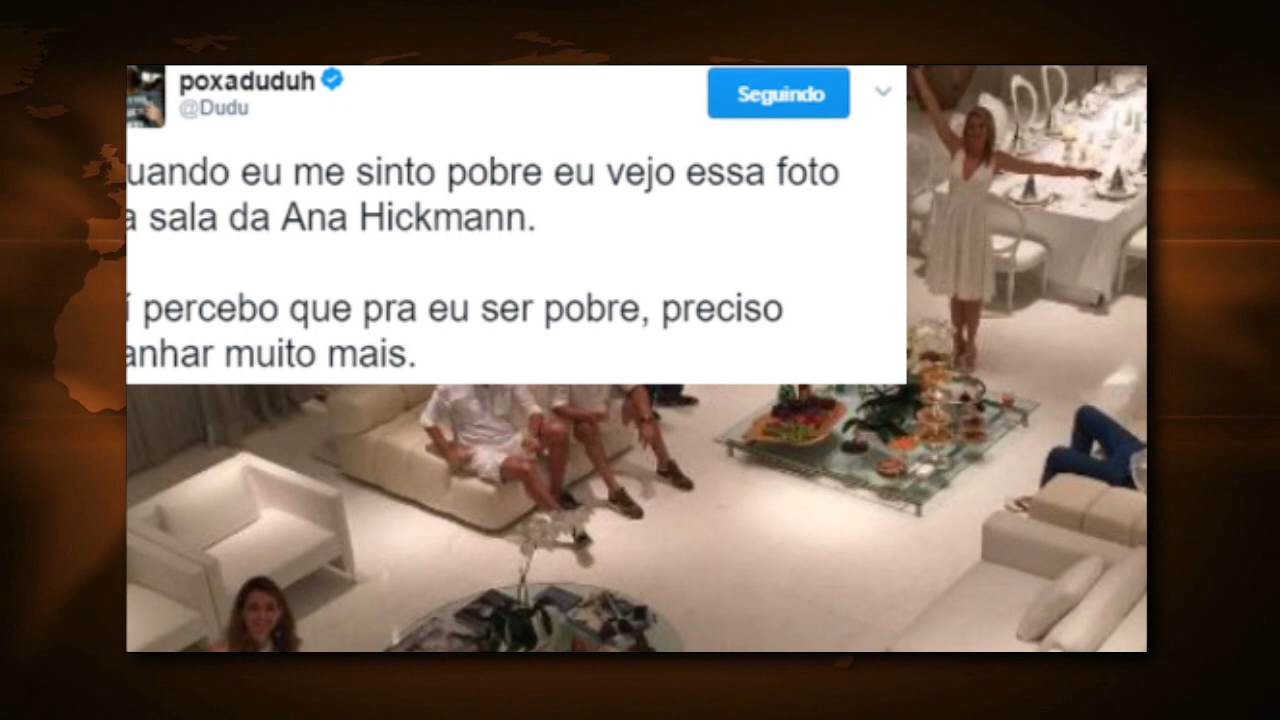 poxaduduh
@Dudu
Seguindo
uando eu me sinto pobre eu vejo essa foto
a sala da Ana Hickmann.
í percebo que pra eu ser pobre, preciso
anhar muito mais.